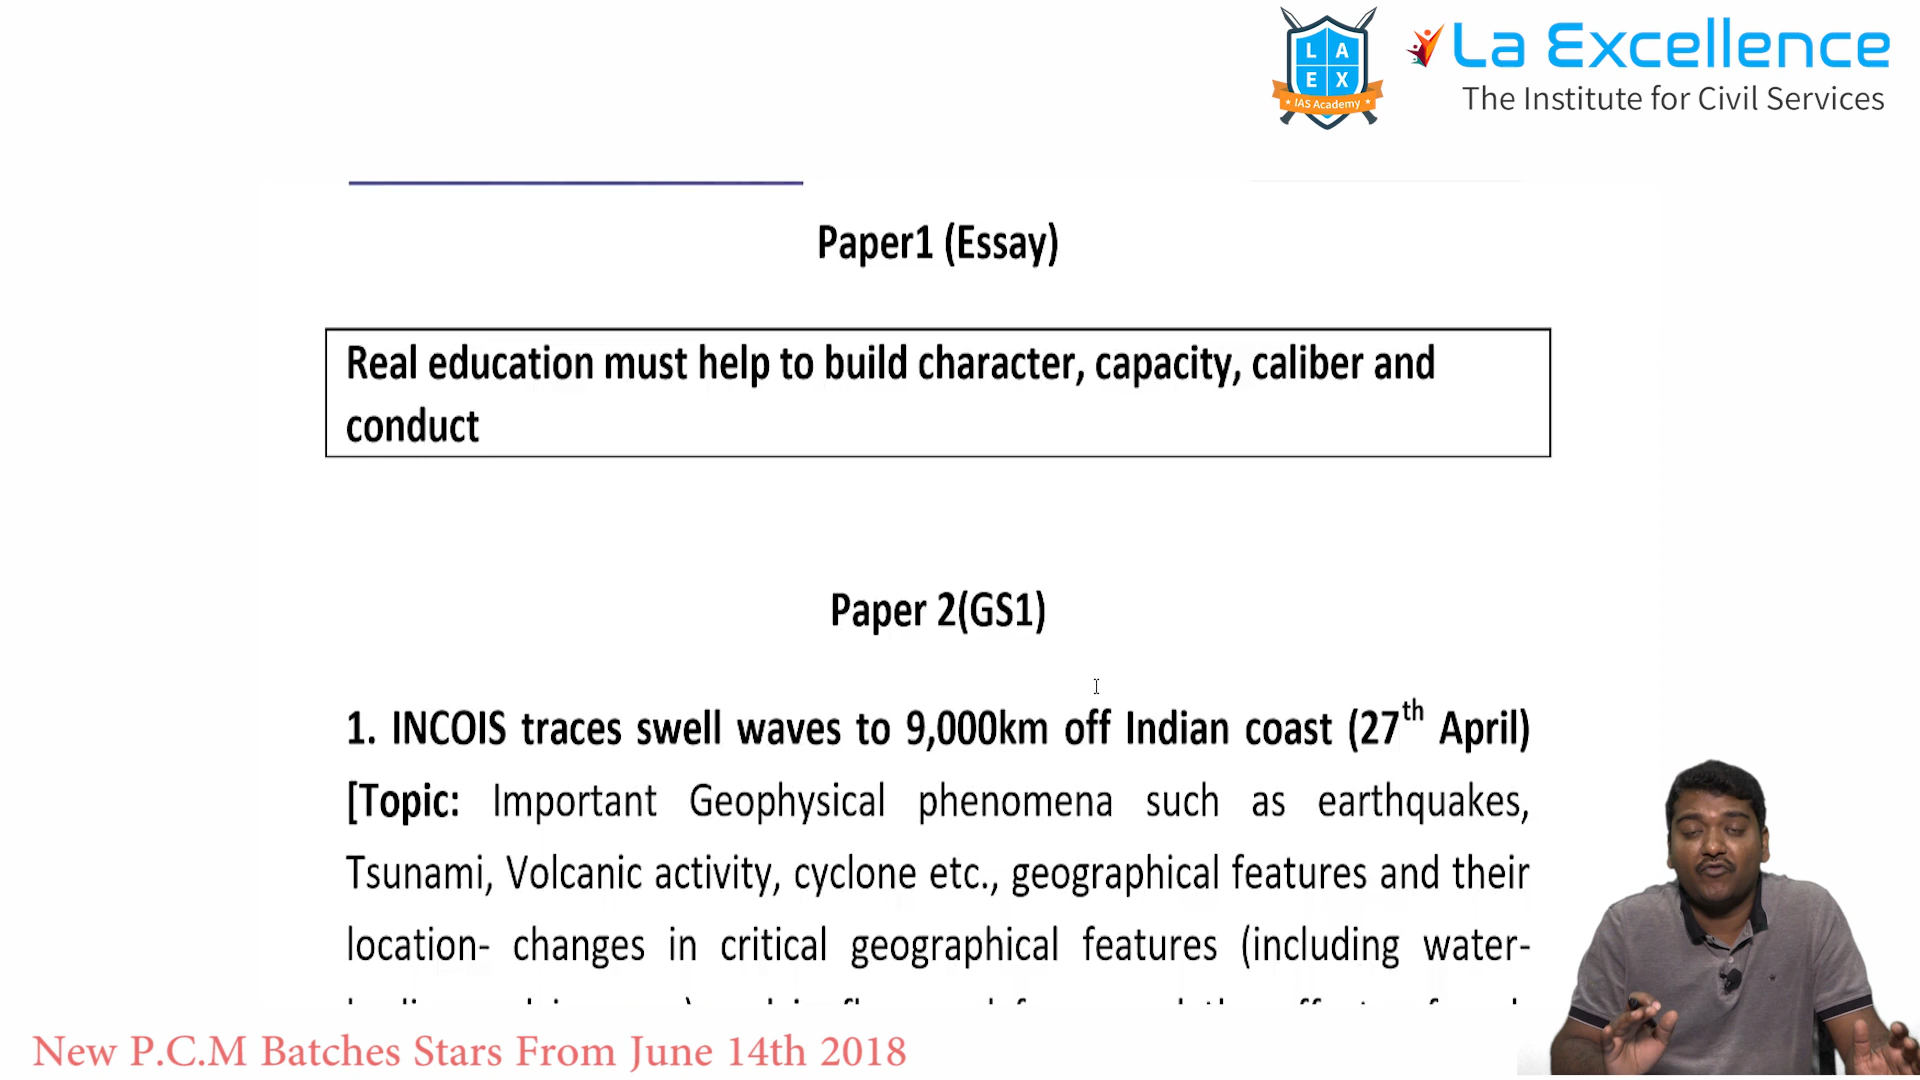 L A
E X
IAS Academy
La Excellence
The Institute for Civil Services
Paper1 (Essay)
Real education must help to build character, capacity, caliber and
conduct
Paper 2(GS1)
1. INCOIS traces swell waves to 9,000km off Indian coast (27th April)
[Topic: Important Geophysical phenomena such as earthquakes,
Tsunami, Volcanic activity, cyclone etc., geographical features and their
location- changes in critical geographical features (including water-
New P.C.M Batches Stars From June 14th 2018